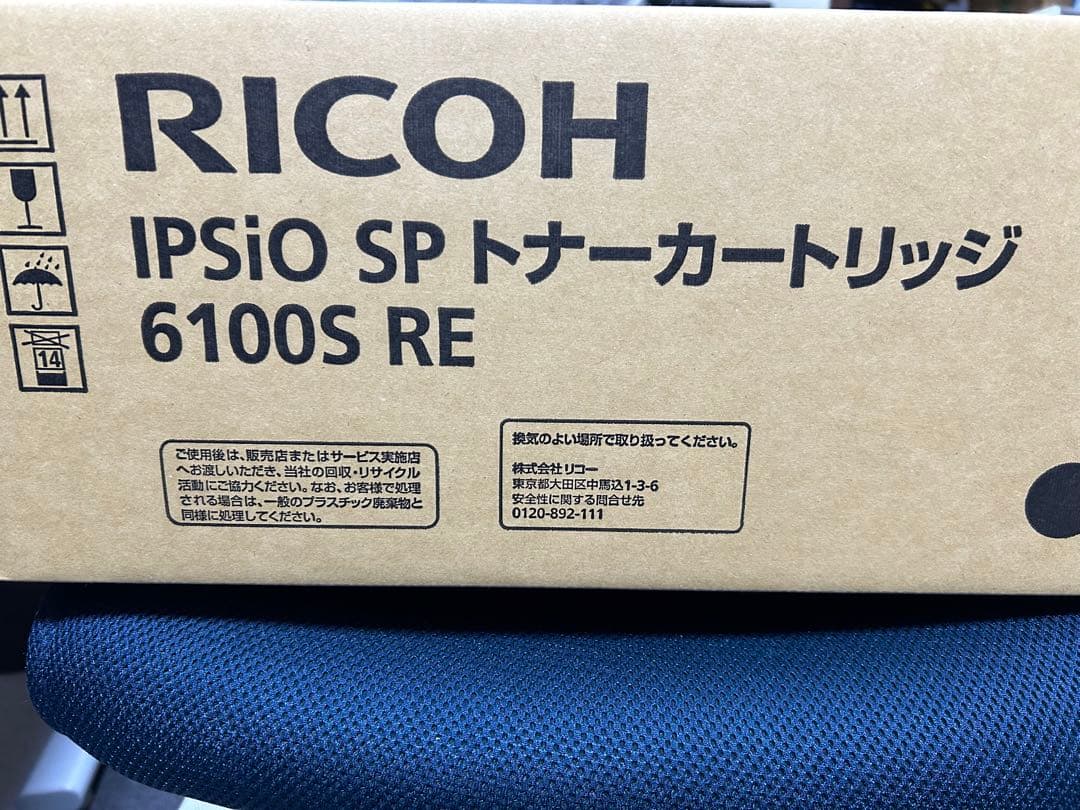 RICOH
IPSiO SP トナーカートリッジ
6100S RE
14
ご使用後は、販売店またはサービス実施店
へお渡しいただき、当社の回収・リサイクル
活動にご協力ください。なお、お客様で処理
される場合は、一般のプラスチック廃棄物と
同様に処理してください。
換気のよい場所で取り扱ってください。
株式会社リコー
東京都大田区中馬込1-3-6
安全性に関する問合せ先
0120-892-111